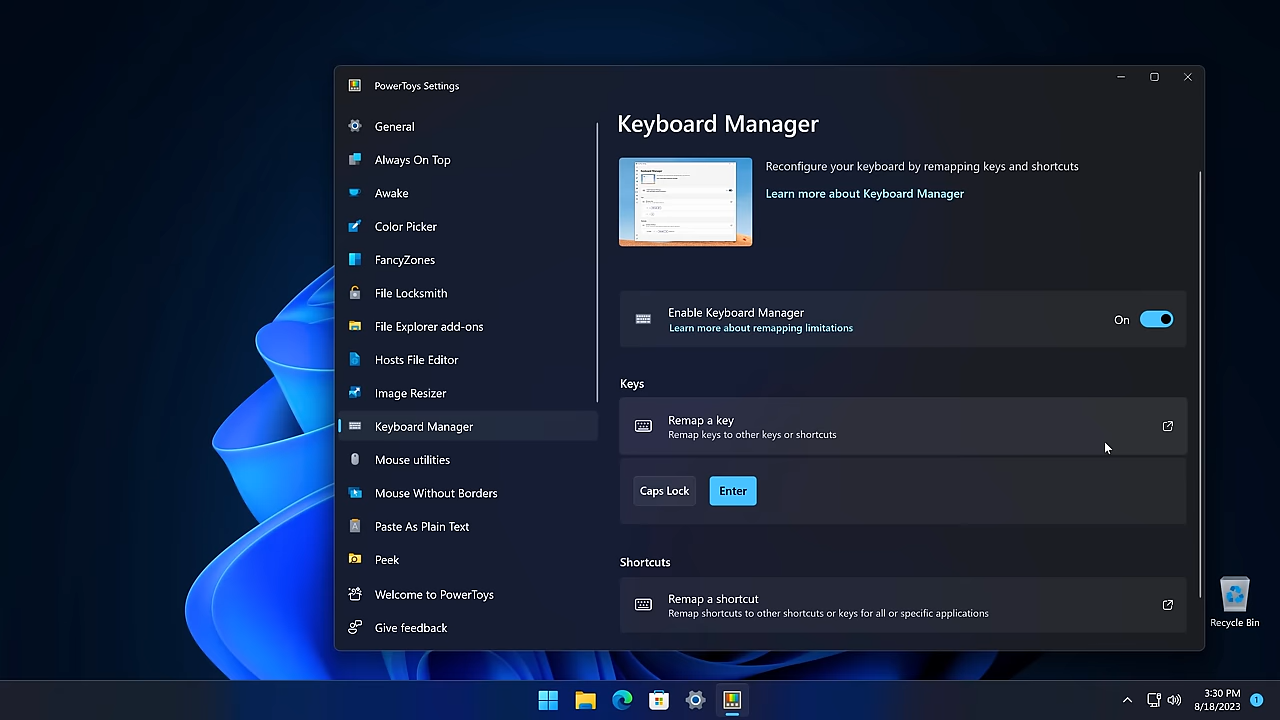 PowerToys Settings
General
Always On Top
Awake
FancyZones
File Locksmith
File Explorer add-ons
Hosts File Editor
Image Resizer
Keyboard Manager
Mouse utilities
Mouse Without Borders
Paste As Plain Text
Peek
Welcome to PowerToys
Give feedback
Keyboard Manager
Reconfigure your keyboard by remapping keys and shortcuts
Learn more about Keyboard Manager
Enable Keyboard Manager
Learn more about remapping limitations
On
Keys
Remap a key
Remap keys to other keys or shortcuts
Caps Lock
Enter
Shortcuts
Remap a shortcut
Remap shortcuts to other shortcuts or keys for all or specific applications
Recycle Bin
3:30 PM
8/18/2023
1